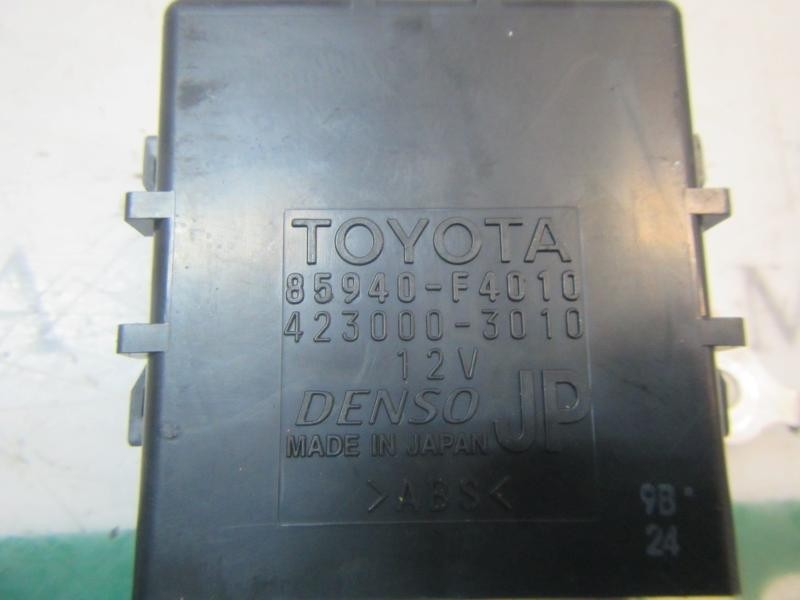 TOYOTA
85940-F4010
423000-3010
12V
DENSO JP
MADE IN JAPAN
>ABS<
9B
24